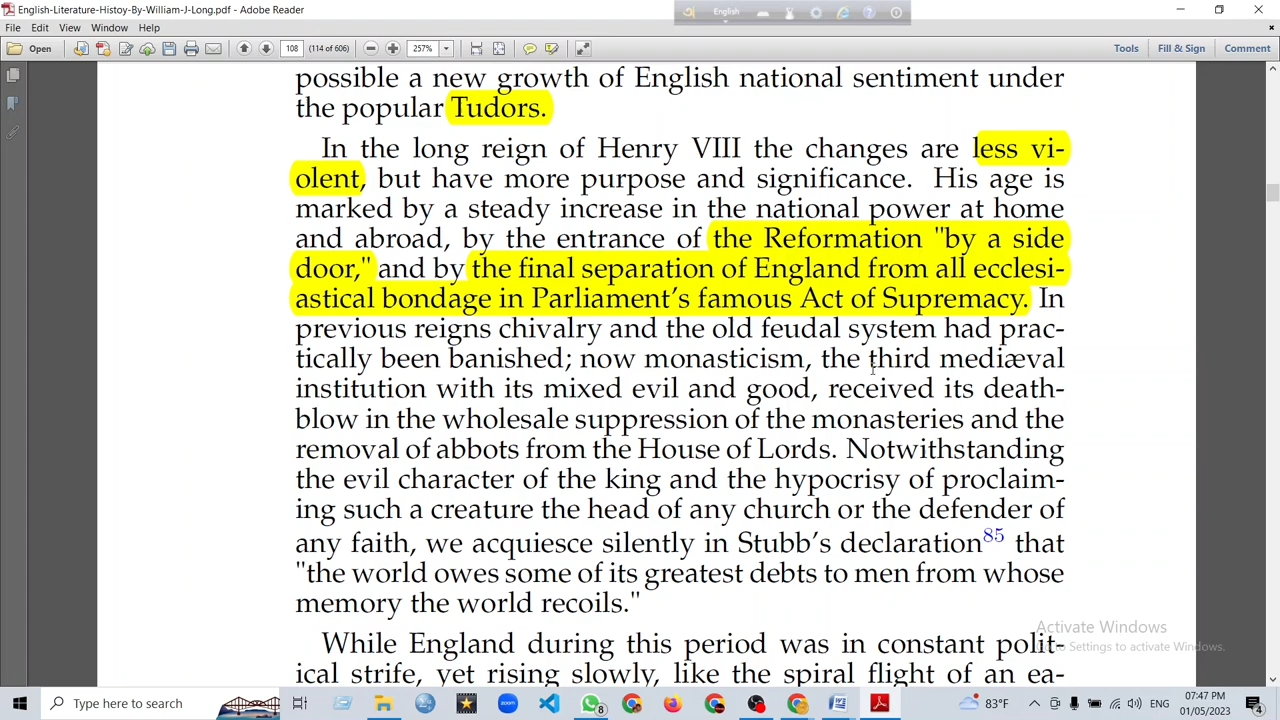 English-Literature-Histoy-By-William-J-Long.pdf - Adobe Reader
English
File Edit View Window Help
Open 108 (114 of 606) 257% Tools Fill & Sign Comment
possible a new growth of English national sentiment under
the popular Tudors.
In the long reign of Henry VIII the changes are less vi-
olent, but have more purpose and significance. His age is
marked by a steady increase in the national power at home
and abroad, by the entrance of the Reformation "by a side
door," and by the final separation of England from all ecclesi-
astical bondage in Parliament's famous Act of Supremacy. In
previous reigns chivalry and the old feudal system had prac-
tically been banished; now monasticism, the third mediæval
institution with its mixed evil and good, received its death-
blow in the wholesale suppression of the monasteries and the
removal of abbots from the House of Lords. Notwithstanding
the evil character of the king and the hypocrisy of proclaim-
ing such a creature the head of any church or the defender of
any faith, we acquiesce silently in Stubb's declaration85 that
"the world owes some of its greatest debts to men from whose
memory the world recoils."
While England during this period was in constant polit-
ical strife, yet rising slowly, like the spiral flight of an ea-
Activate Windows
Go to Settings to activate Windows.
Type here to search
zoom
8
83°F
ENG
07:47 PM
01/05/2023
4